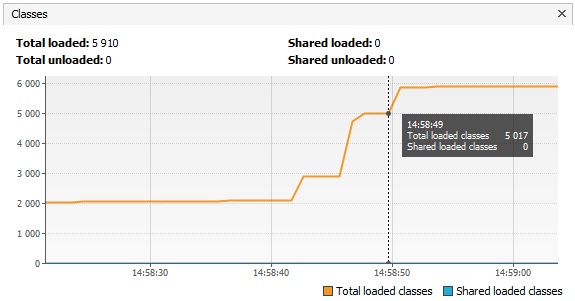 Classes
Total loaded: 5 910 Shared loaded: 0
Total unloaded: 0 Shared unloaded: 0
6 000
5 000
4 000
3 000
2 000
1 000
0
14:58:49
Total loaded classes 5 017
Shared loaded classes 0
14:58:30 14:58:40 14:58:50 14:59:00
Total loaded classes Shared loaded classes